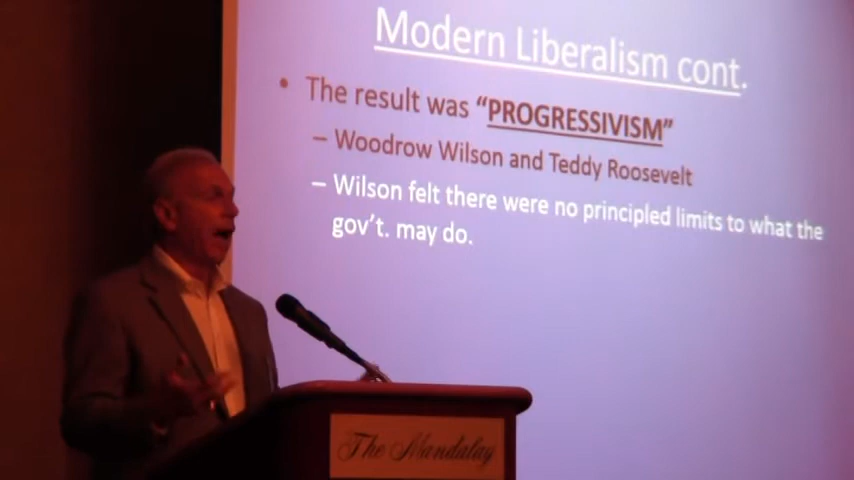 Modern Liberalism cont.
• The result was “PROGRESSIVISM”
– Woodrow Wilson and Teddy Roosevelt
– Wilson felt there were no principled limits to what the
gov’t. may do.
The Mandalay